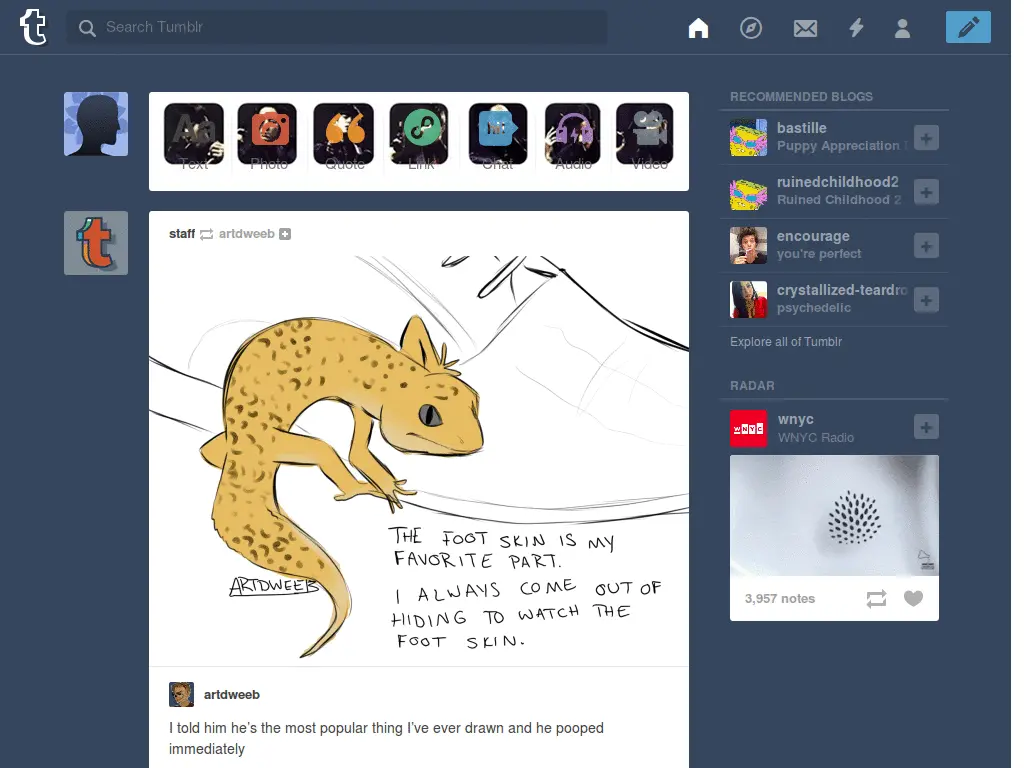 Search Tumblr
Aa
Text
Photo
Quote
Link
Chat
Audio
Video
staff artdweeb
THE FOOT SKIN IS MY
FAVORITE PART.
I ALWAYS COME OUT OF
HIDING TO WATCH THE
FOOT SKIN.
ARTDWEEB
artdweeb
I told him he's the most popular thing I've ever drawn and he pooped
immediately
RECOMMENDED BLOGS
bastille
Puppy Appreciation
ruinedchildhood2
Ruined Childhood 2
encourage
you're perfect
crystallized-teardro
psychedelic
Explore all of Tumblr
RADAR
WNYC
wnyc
WNYC Radio
3,957 notes